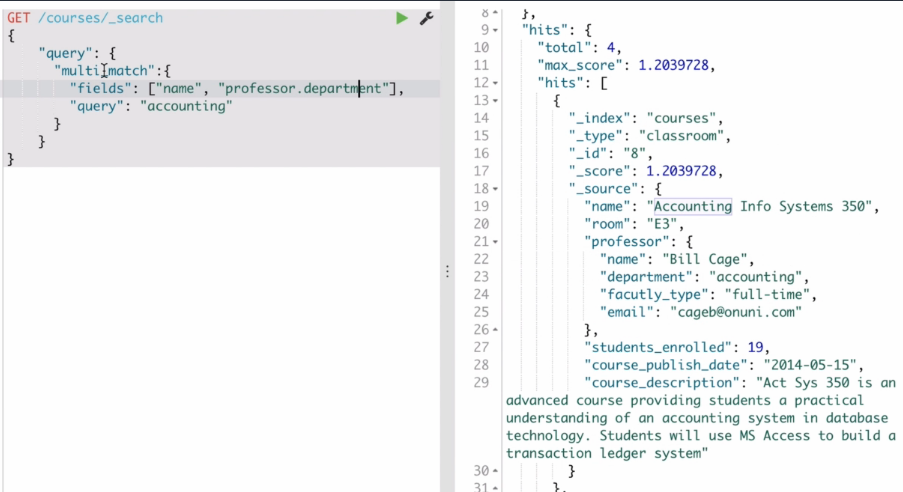 GET /courses/_search
{
"query": {
"multi_match":{
"fields": ["name", "professor.department"],
"query": "accounting"
}
}
}
8 },
9 "hits": {
10 "total": 4,
11 "max_score": 1.2039728,
12 "hits": [
13 {
14 "_index": "courses",
15 "_type": "classroom",
16 "_id": "8",
17 "_score": 1.2039728,
18 "_source": {
19 "name": "Accounting Info Systems 350",
20 "room": "E3",
21 "professor": {
22 "name": "Bill Cage",
23 "department": "accounting",
24 "facutly_type": "full-time",
25 "email": "cageb@onuni.com"
26 },
27 "students_enrolled": 19,
28 "course_publish_date": "2014-05-15",
29 "course_description": "Act Sys 350 is an
advanced course providing students a practical
understanding of an accounting system in database
technology. Students will use MS Access to build a
transaction ledger system"
30 }
31 },